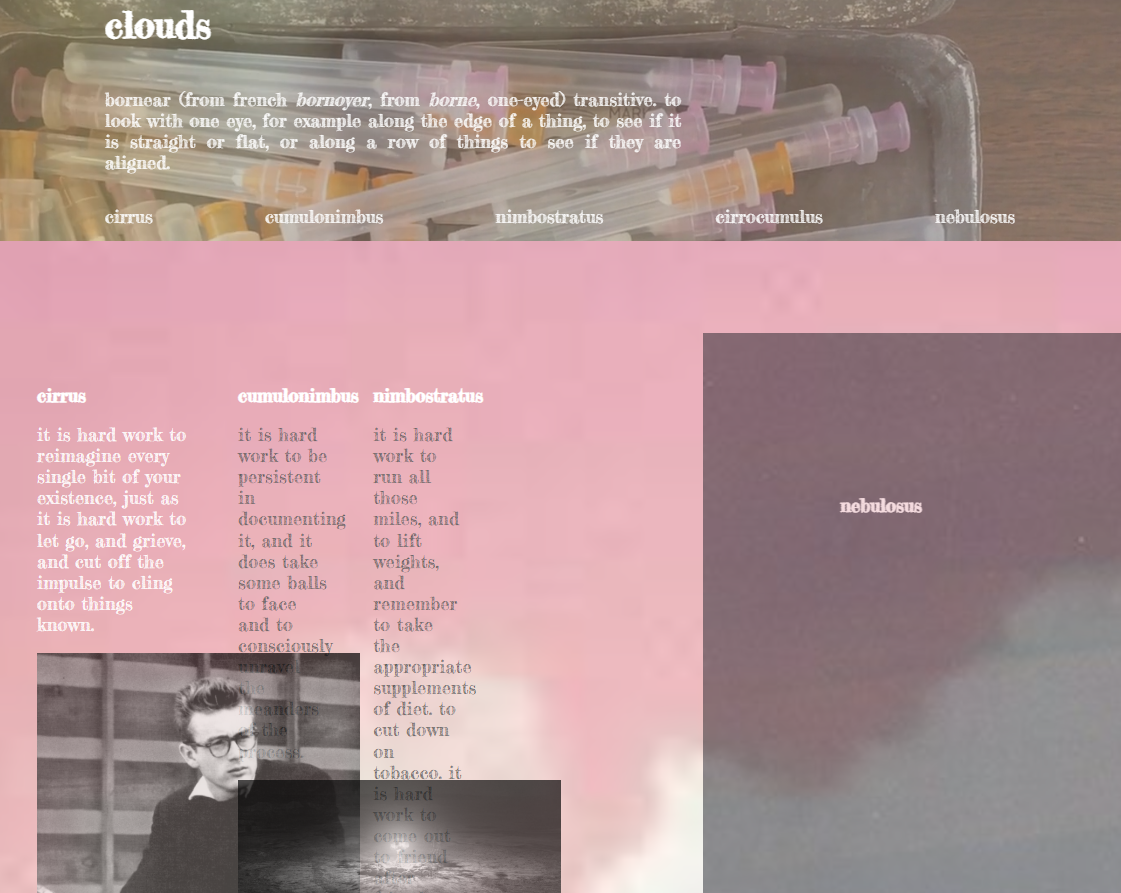 clouds
bornear (from french bornoyer, from borne, one-eyed) transitive. to
look with one eye, for example along the edge of a thing, to see if it
is straight or flat, or along a row of things to see if they are
aligned.
cirrus cumulonimbus nimbostratus cirrocumulus nebulosus
cirrus
it is hard work to
reimagine every
single bit of your
existence, just as
it is hard work to
let go, and grieve,
and cut off the
impulse to cling
onto things
known.
cumulonimbus
it is hard
work to be
persistent
in
documenting
it, and it
does take
some balls
to face
and to
consciously
unravel
the
meanders
of the
process.
nimbostratus
it is hard
work to
run all
those
miles, and
to lift
weights,
and
remember
to take
the
appropriate
supplements
of diet. to
cut down
on
tobacco. it
is hard
work to
come out
to friend
nebulosus